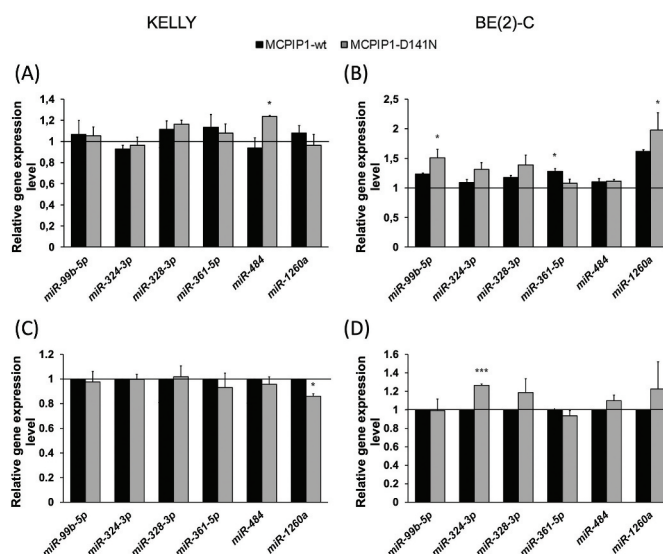 KELLY BE(2)-C
MCPIP1-wt MCPIP1-D141N
(A)
Relative gene expression
level
1,4
1,2
1
0,8
0,6
0,4
0,2
0
*
miR-99b-5p miR-324-3p miR-328-3p miR-361-5p miR-484 miR-1260a
(B)
Relative gene expression
level
2,5
2
1,5
1
0,5
0
* * *
miR-99b-5p miR-324-3p miR-328-3p miR-361-5p miR-484 miR-1260a
(C)
Relative gene expression
level
1.2
1
0.8
0.6
0.4
0.2
0
*
miR-99b-5p miR-324-3p miR-328-3p miR-361-5p miR-484 miR-1260a
(D)
Relative gene expression
level
1.6
1.4
1.2
1
0.8
0.6
0.4
0.2
0
***
miR-99b-5p miR-324-3p miR-328-3p miR-361-5p miR-484 miR-1260a